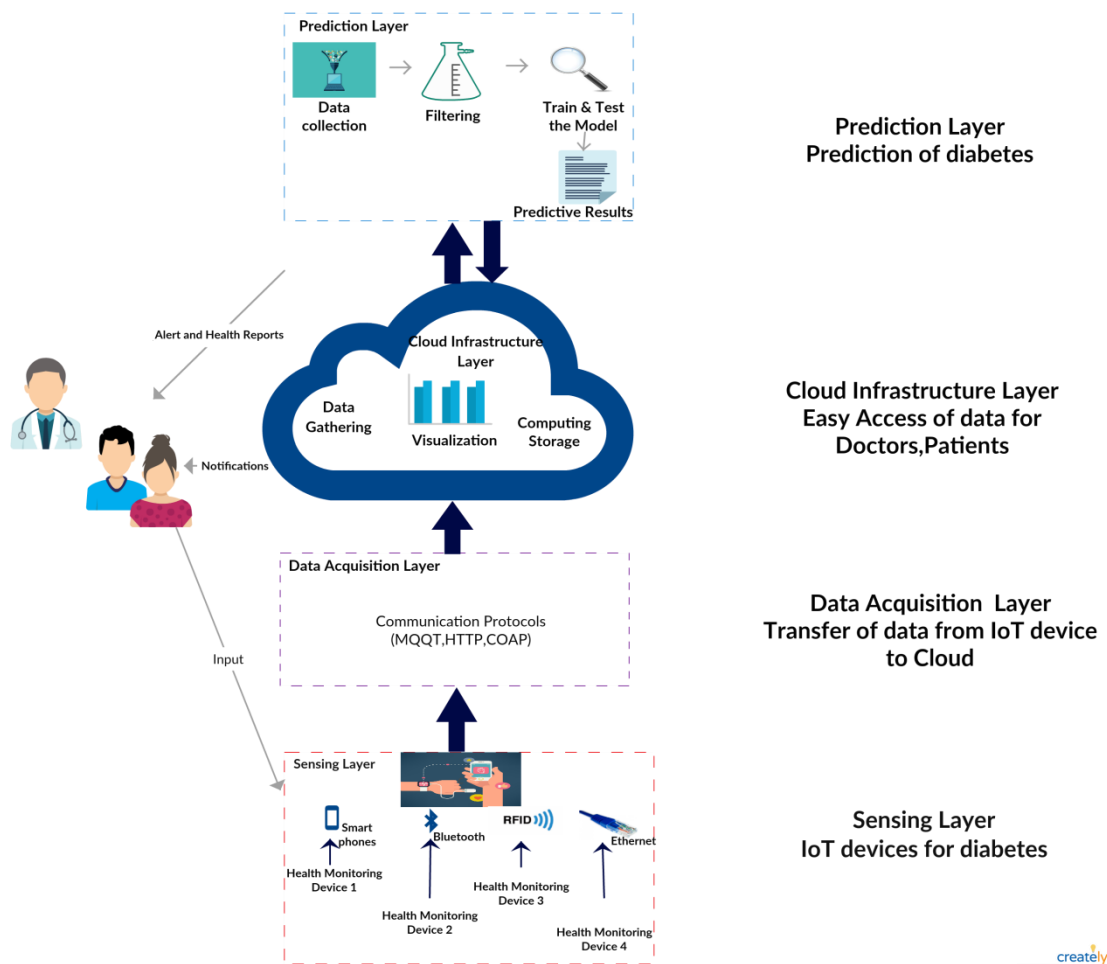 Prediction Layer
Data
collection
Filtering
Train & Test
the Model
Predictive Results
Prediction Layer
Prediction of diabetes
Alert and Health Reports
Cloud Infrastructure
Layer
Data
Gathering
Visualization
Computing
Storage
Notifications
Cloud Infrastructure Layer
Easy Access of data for
Doctors,Patients
Data Acquisition Layer
Communication Protocols
(MQQT,HTTP,COAP)
Data Acquisition Layer
Transfer of data from IoT device
to Cloud
Input
Sensing Layer
Smart
phones
Bluetooth
RFID
Ethernet
Health Monitoring
Device 1
Health Monitoring
Device 2
Health Monitoring
Device 3
Health Monitoring
Device 4
Sensing Layer
IoT devices for diabetes
creately